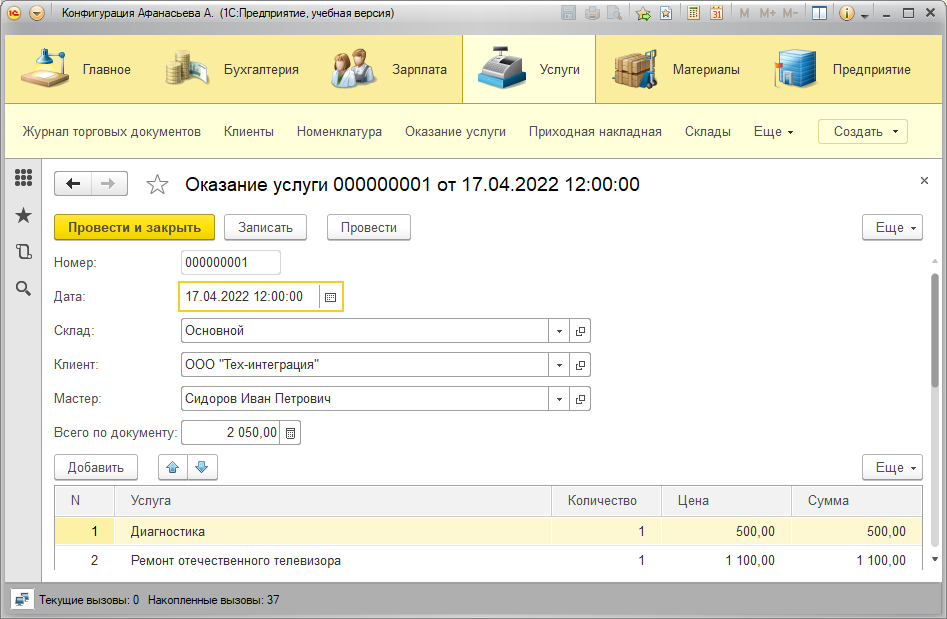 Конфигурация Афанасьева А. (1С:Предприятие, учебная версия)
31 M M+ M-
Главное Бухгалтерия Зарплата Услуги Материалы Предприятие
Журнал торговых документов Клиенты Номенклатура Оказание услуги Приходная накладная Склады Еще Создать
Оказание услуги 000000001 от 17.04.2022 12:00:00
Провести и закрыть Записать Провести Еще
Номер: 000000001
Дата: 17.04.2022 12:00:00
Склад: Основной
Клиент: ООО "Тех-интеграция"
Мастер: Сидоров Иван Петрович
Всего по документу: 2 050,00
Добавить Еще
N Услуга Количество Цена Сумма
1 Диагностика 1 500,00 500,00
2 Ремонт отечественного телевизора 1 1 100,00 1 100,00
Текущие вызовы: 0 Накопленные вызовы: 37